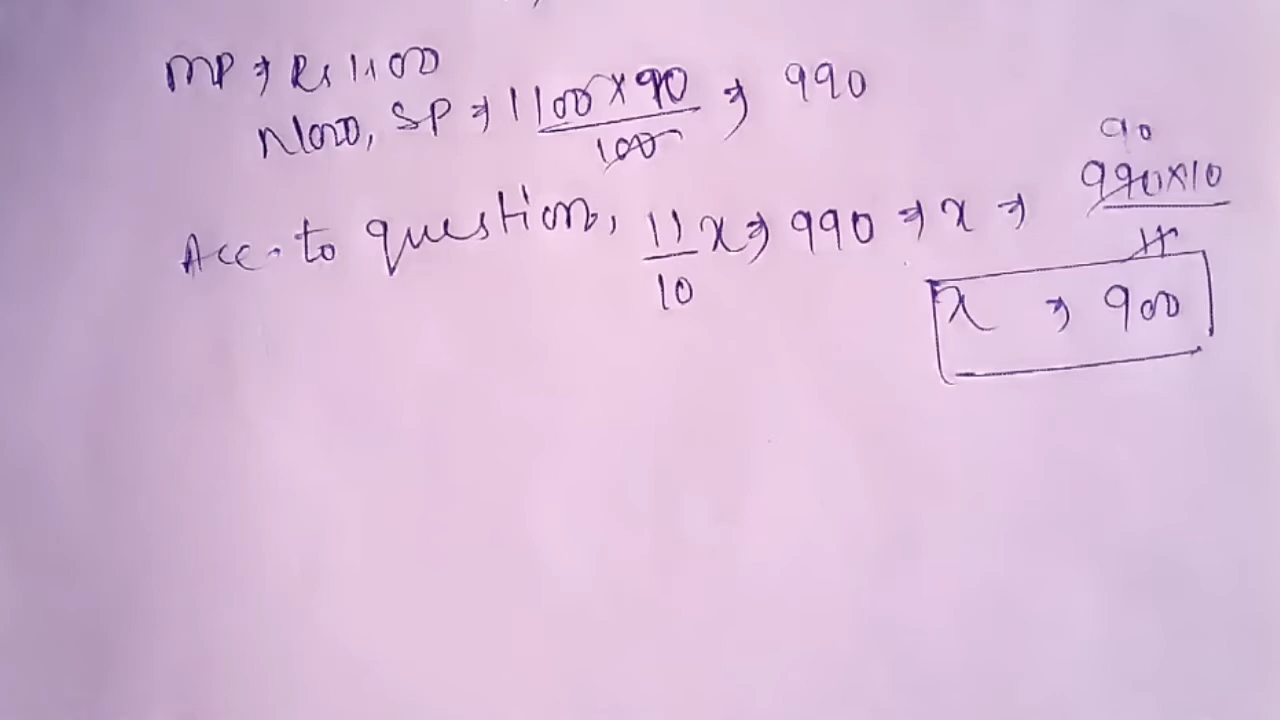 MP ⇒ Rs 1100
Now, SP ⇒ 1100 × 90 / 100 ⇒ 990
Acc. to question, 11/10 x ⇒ 990 ⇒ x ⇒ 990 × 10 / 11
90
x ⇒ 900